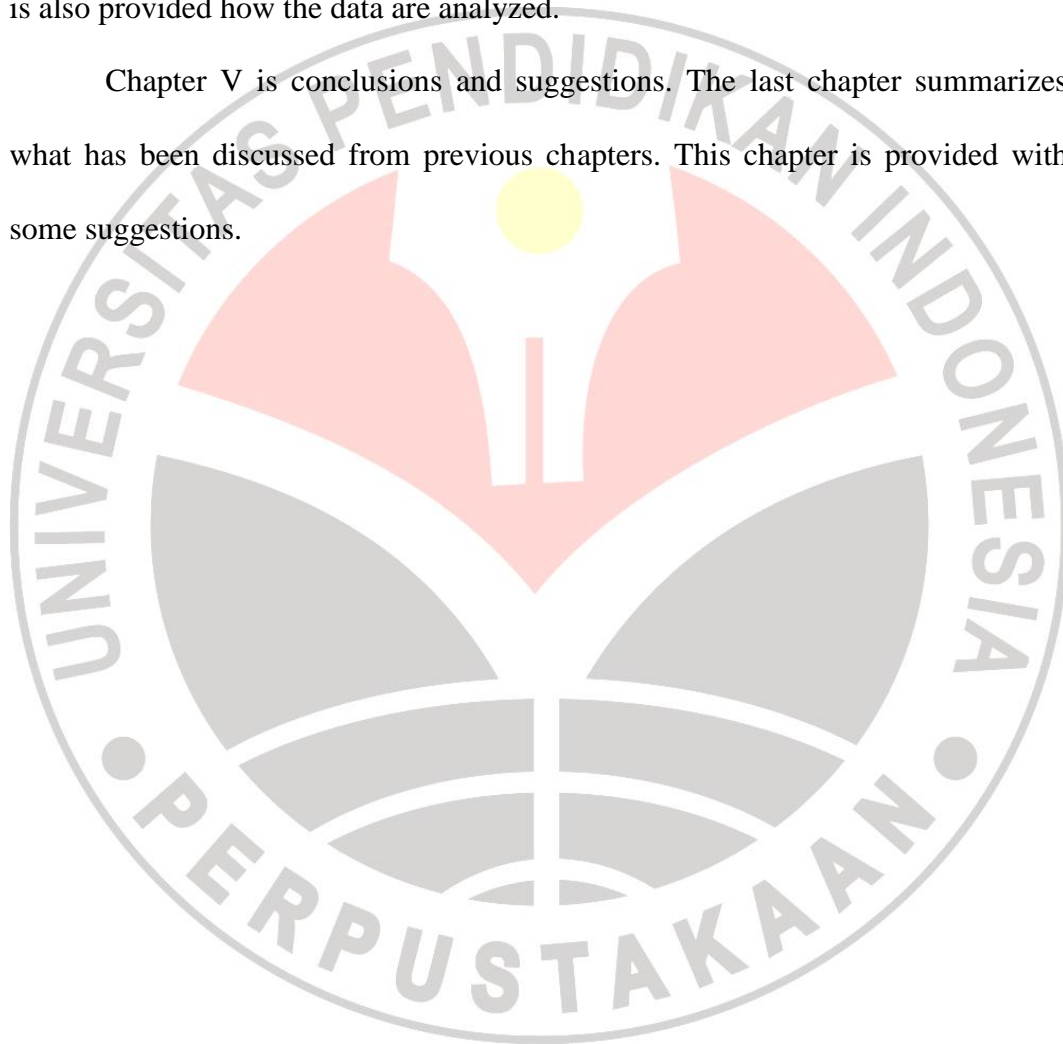 is also provided how the data are analyzed.
Chapter V is conclusions and suggestions. The last chapter summarizes
what has been discussed from previous chapters. This chapter is provided with
some suggestions.
UNIVERSITAS PENDIDIKAN INDONESIA
PERPUSTAKAAN